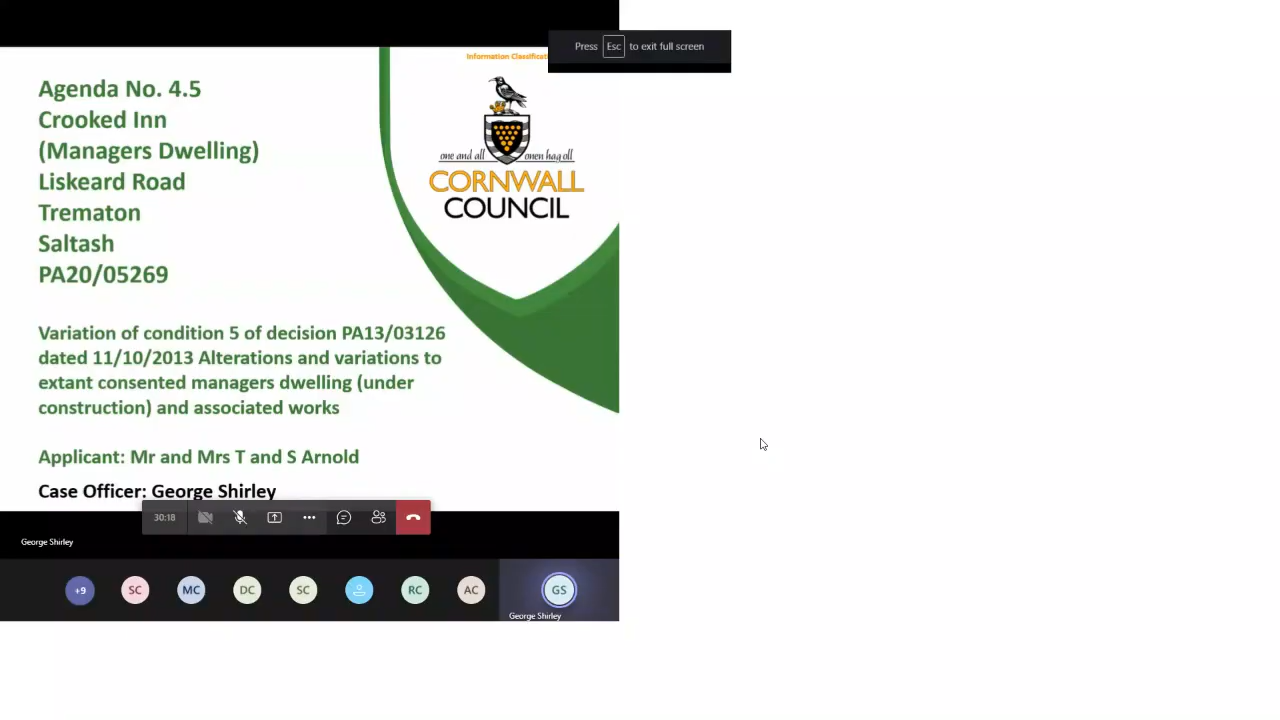 Press Esc to exit full screen
Information Classificati
Agenda No. 4.5
Crooked Inn
(Managers Dwelling)
Liskeard Road
Trematon
Saltash
PA20/05269
one and all onen hag oll
CORNWALL
COUNCIL
Variation of condition 5 of decision PA13/03126
dated 11/10/2013 Alterations and variations to
extant consented managers dwelling (under
construction) and associated works
Applicant: Mr and Mrs T and S Arnold
Case Officer: George Shirley
30:18
George Shirley
+9 SC MC DC SC RC AC GS
George Shirley